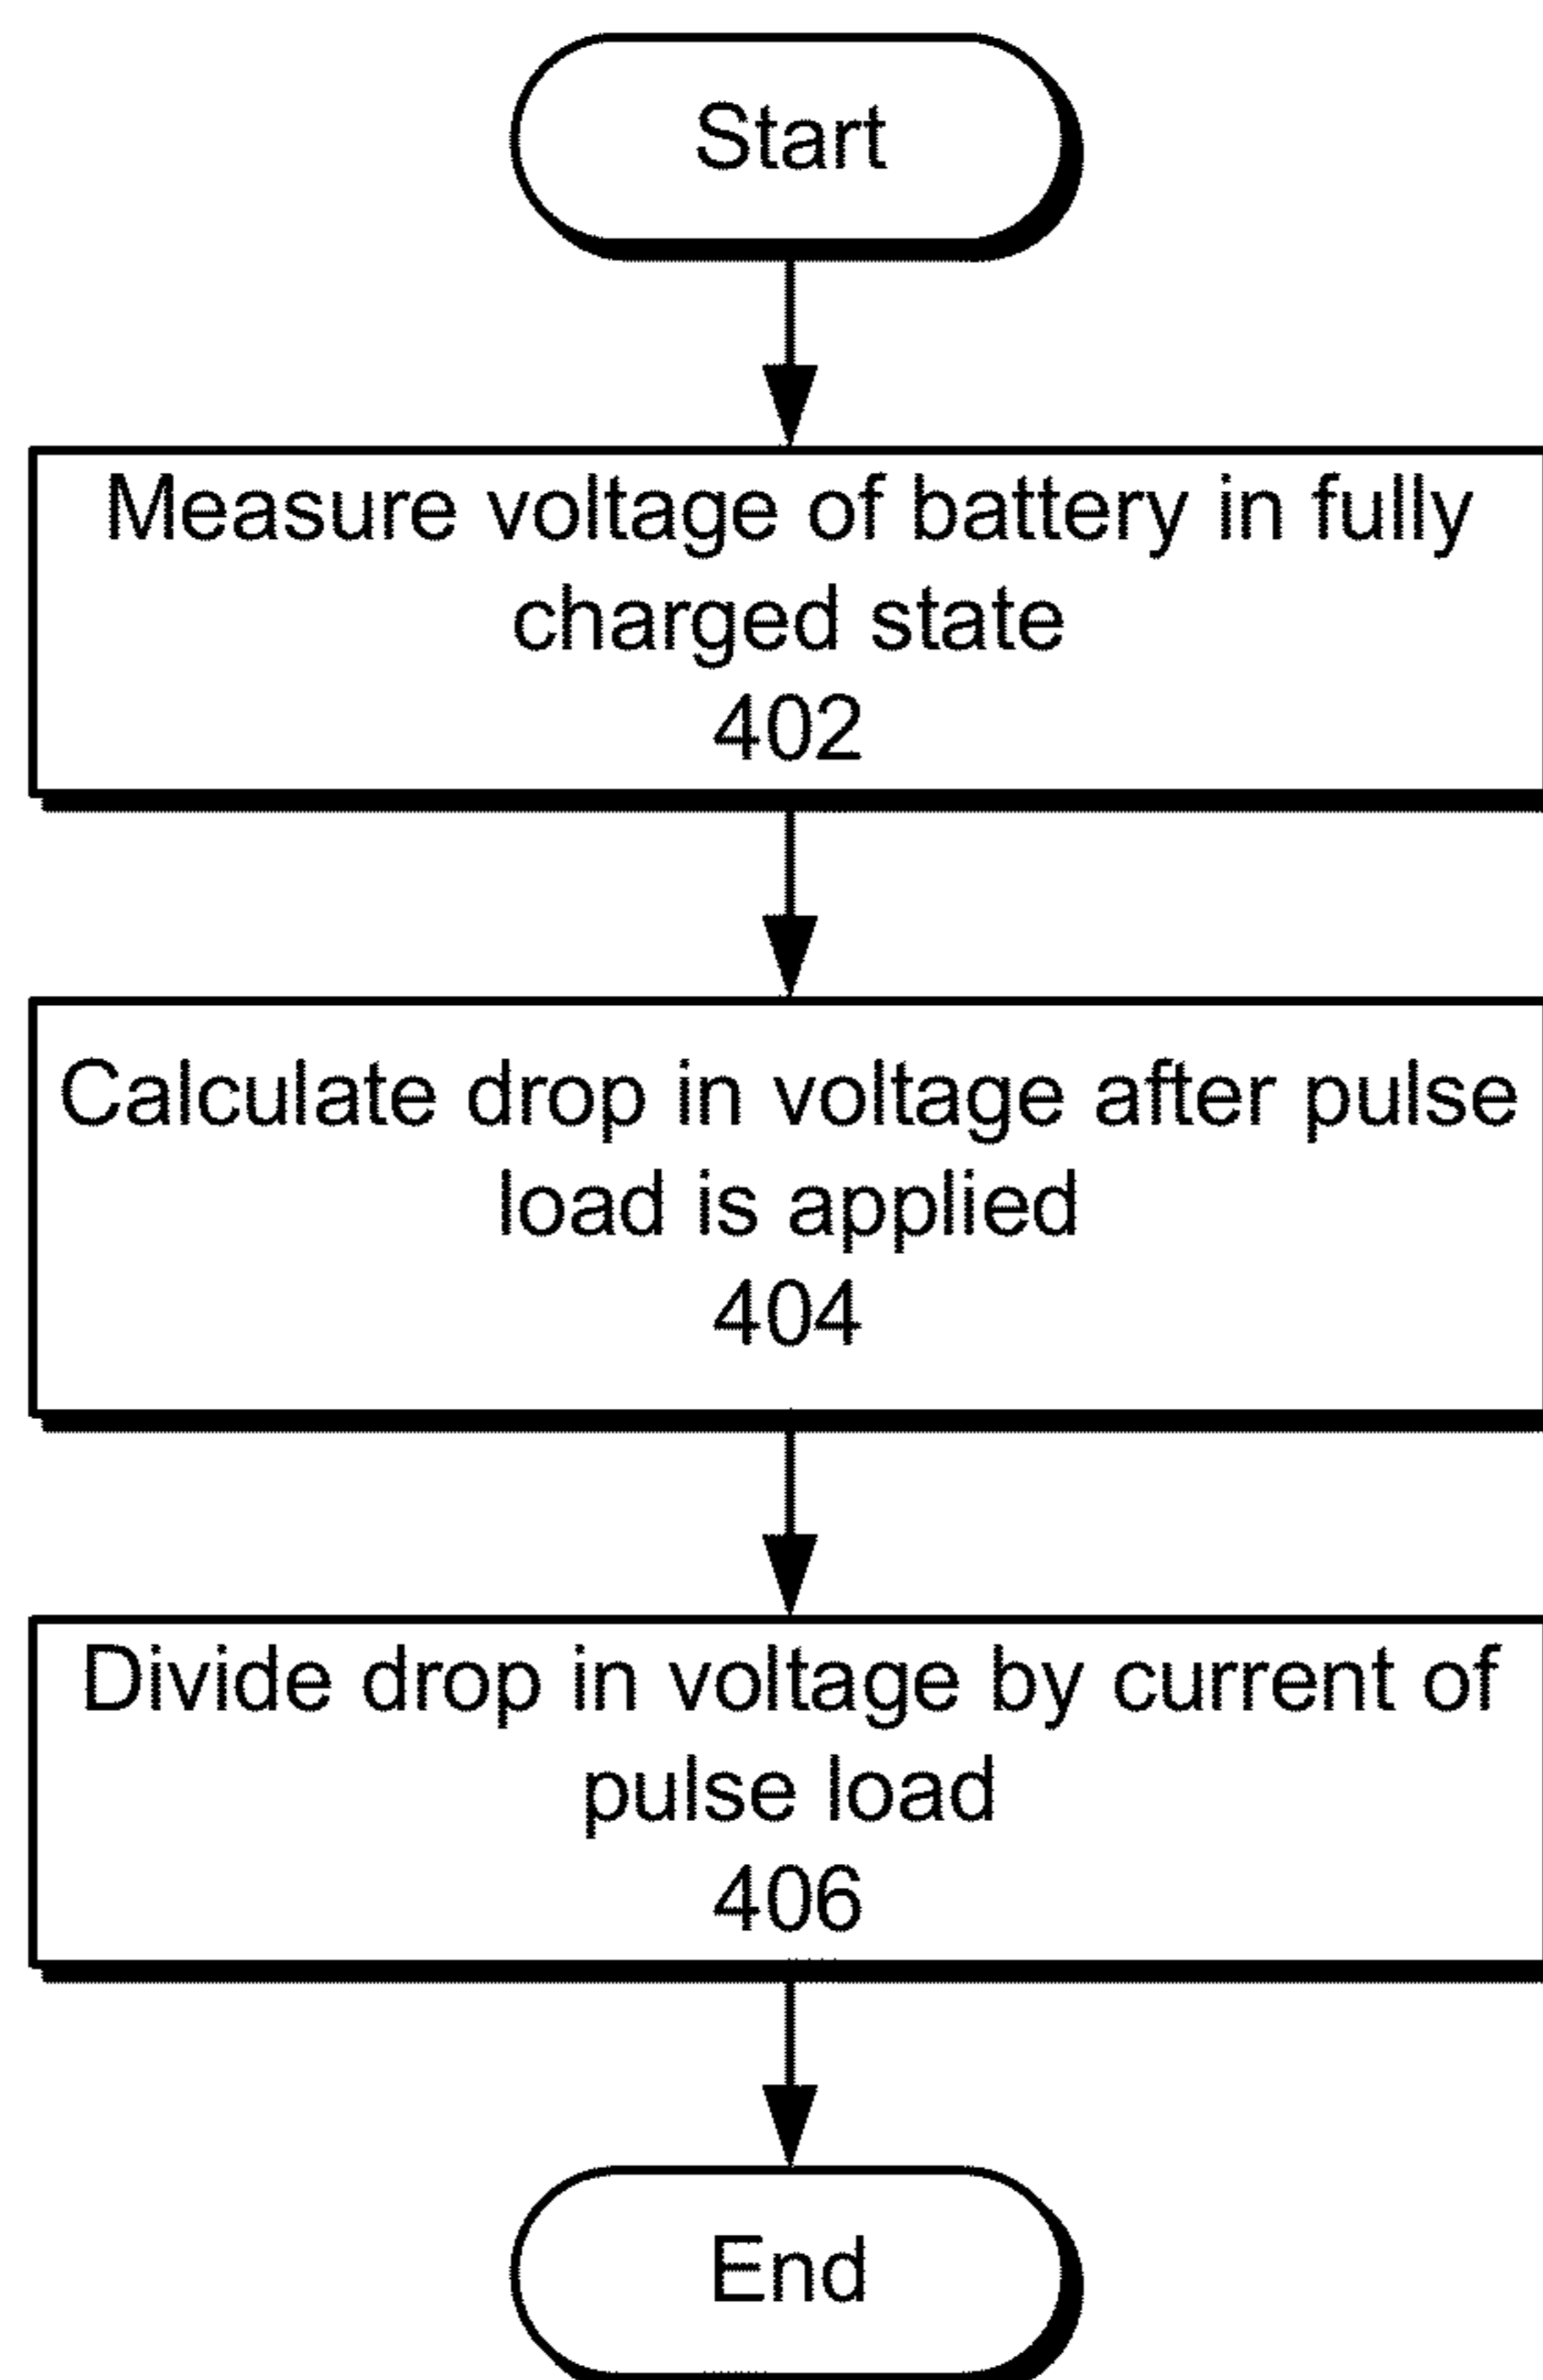 Start
Measure voltage of battery in fully
charged state
402
Calculate drop in voltage after pulse
load is applied
404
Divide drop in voltage by current of
pulse load
406
End